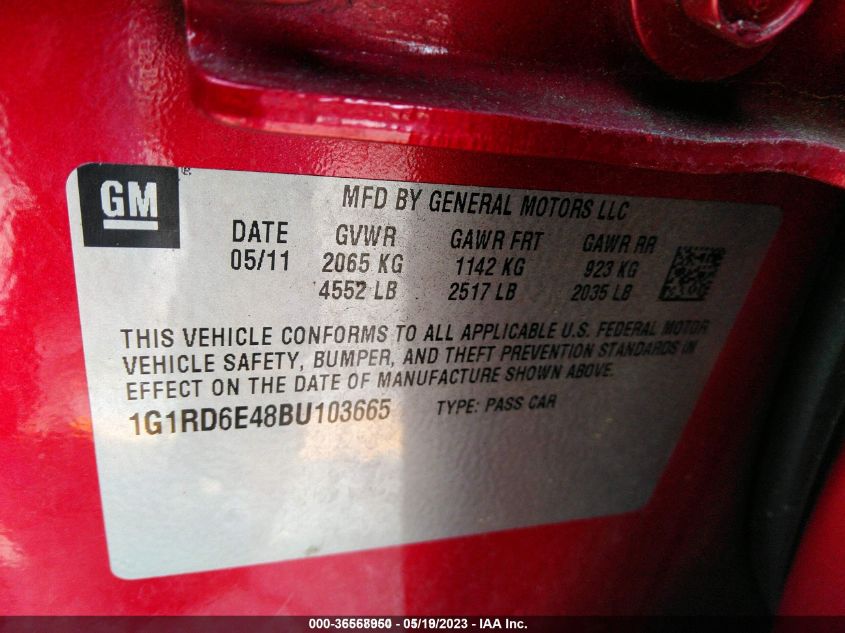 GM
MFD BY GENERAL MOTORS LLC
DATE GVWR GAWR FRT GAWR RR
05/11 2065 KG 1142 KG 923 KG
4552 LB 2517 LB 2035 LB
THIS VEHICLE CONFORMS TO ALL APPLICABLE U.S. FEDERAL MOTOR
VEHICLE SAFETY, BUMPER, AND THEFT PREVENTION STANDARDS IN
EFFECT ON THE DATE OF MANUFACTURE SHOWN ABOVE.
1G1RD6E48BU103665 TYPE: PASS CAR
000-36568950 - 05/19/2023 - IAA Inc.